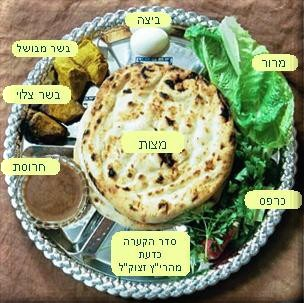 ביצה
בשר מבושל
מרור
בשר צלוי
מצות
חרוסת
כרפס
סדר הקערה
כדעת
מהרי"ץ זצוק"ל